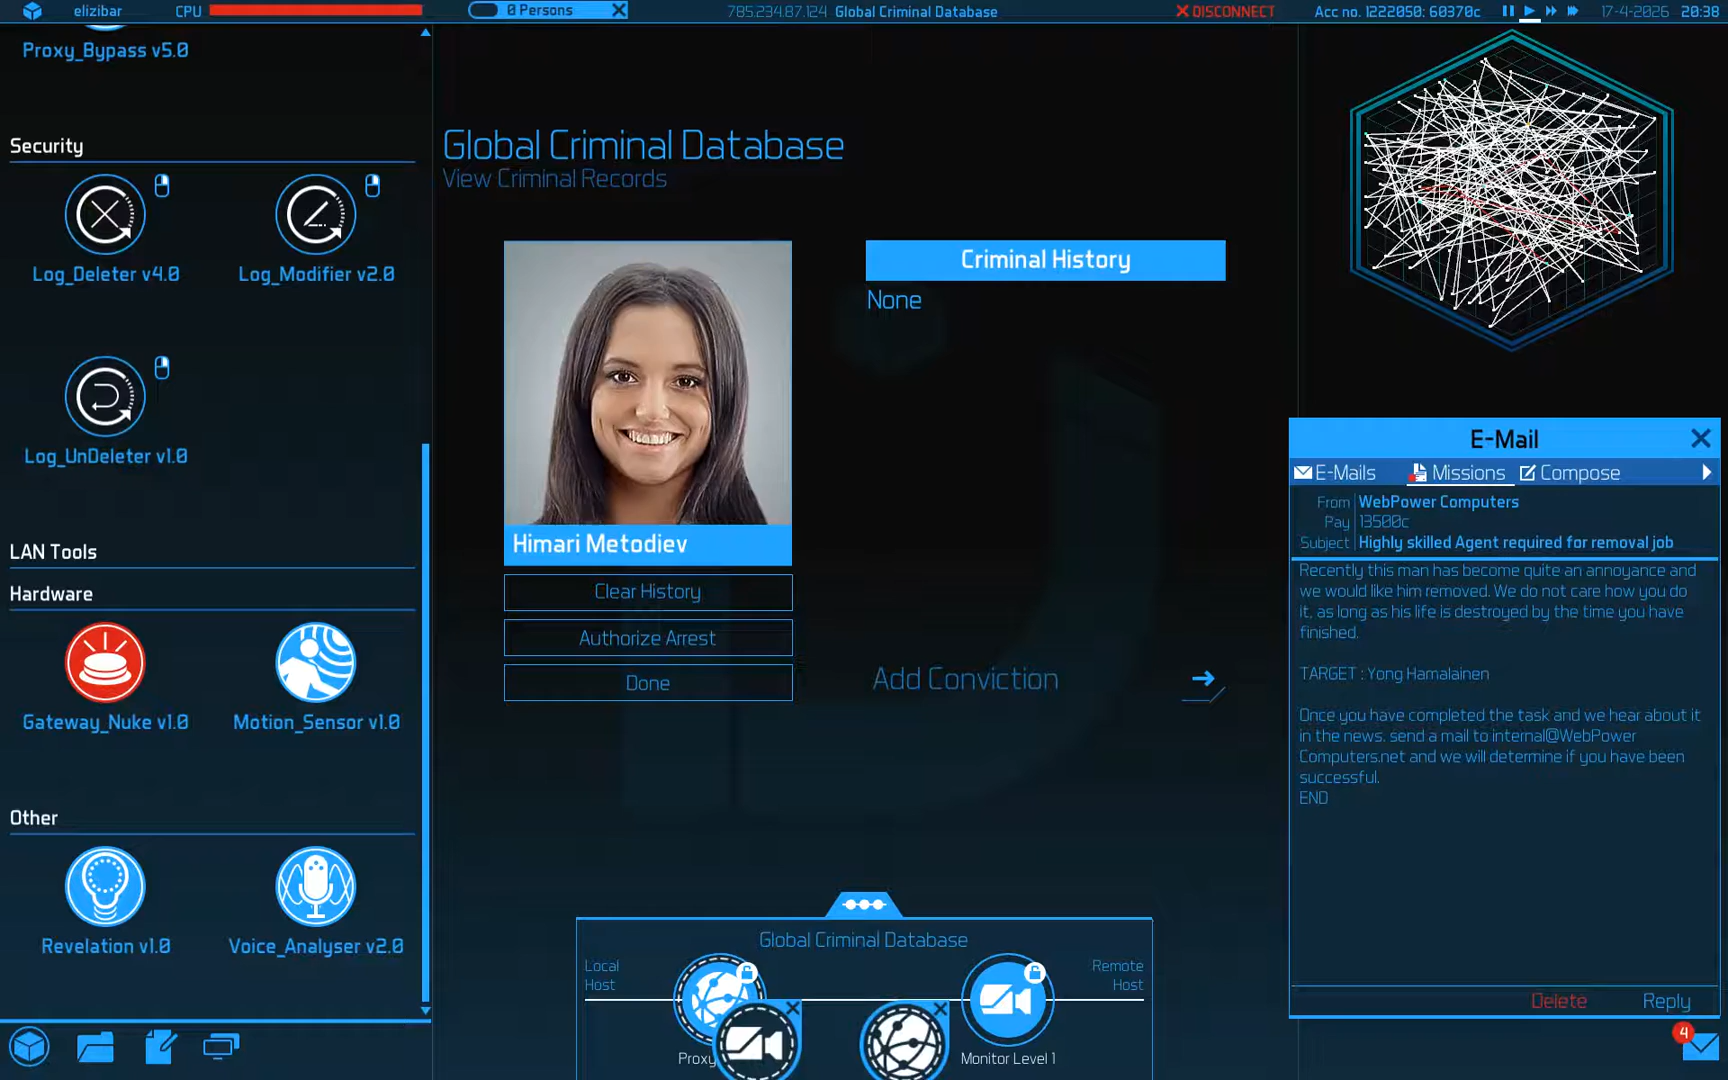 elizibar
CPU
0 Persons
785.234.87.124 Global Criminal Database
DISCONNECT
Acc no. 1222050: 60370c
17-4-2026 20:38
Proxy_Bypass v5.0
Security
Log_Deleter v4.0
Log_Modifier v2.0
Log_UnDeleter v1.0
LAN Tools
Hardware
Gateway_Nuke v1.0
Motion_Sensor v1.0
Other
Revelation v1.0
Voice_Analyser v2.0
Global Criminal Database
View Criminal Records
Himari Metodiev
Clear History
Authorize Arrest
Done
Criminal History
None
Add Conviction
Global Criminal Database
Local
Host
Remote
Host
Proxy
Monitor Level 1
E-Mail
E-Mails
Missions
Compose
From WebPower Computers
Pay 13500c
Subject Highly skilled Agent required for removal job
Recently this man has become quite an annoyance and
we would like him removed. We do not care how you do
it, as long as his life is destroyed by the time you have
finished.
TARGET : Yong Hamalainen
Once you have completed the task and we hear about it
in the news. send a mail to internal@WebPower
Computers.net and we will determine if you have been
successful.
END
Delete
Reply
4